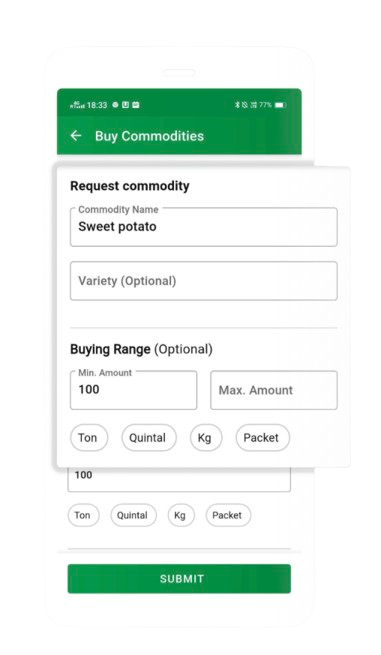 18:33 77%
Buy Commodities
Request commodity
Commodity Name
Sweet potato
Variety (Optional)
Buying Range (Optional)
Min. Amount
100
Max. Amount
Ton Quintal Kg Packet
100
Ton Quintal Kg Packet
SUBMIT